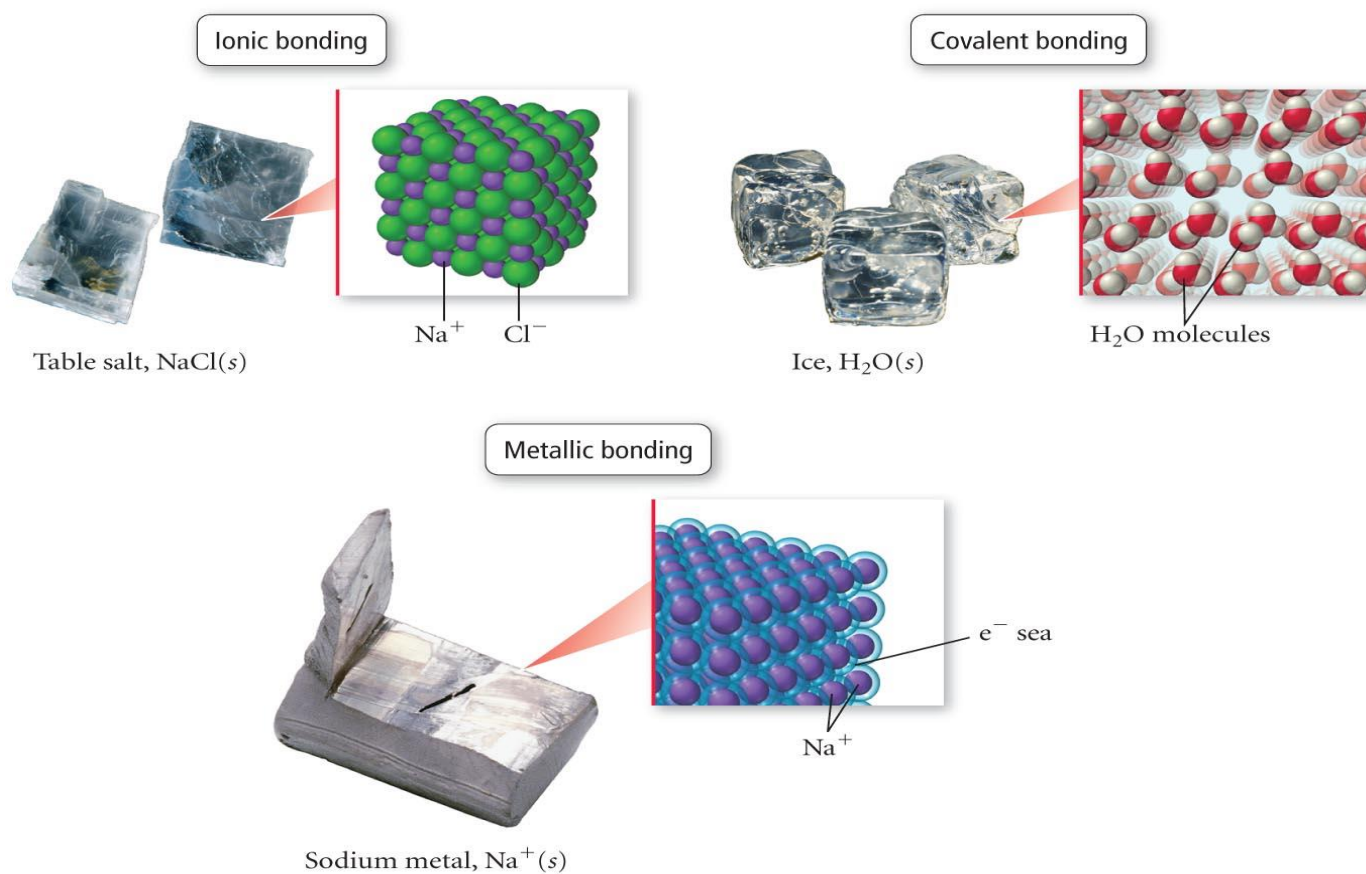 Ionic bonding
Covalent bonding
Na⁺ Cl⁻
H₂O molecules
Table salt, NaCl(s)
Ice, H₂O(s)
Metallic bonding
e⁻ sea
Na⁺
Sodium metal, Na⁺(s)